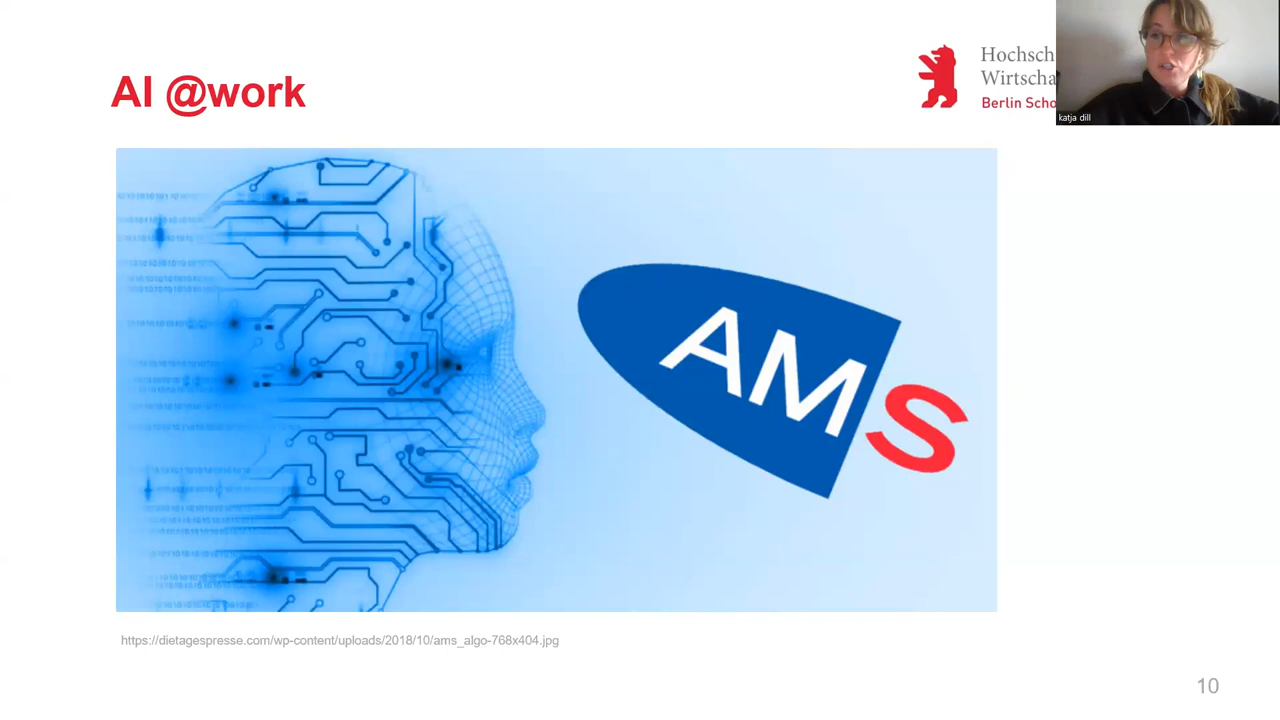 AI @work
Hochsch
Wirtscha
Berlin Scho
katja dill
AMS
https://dietagespresse.com/wp-content/uploads/2018/10/ams_algo-768x404.jpg
10